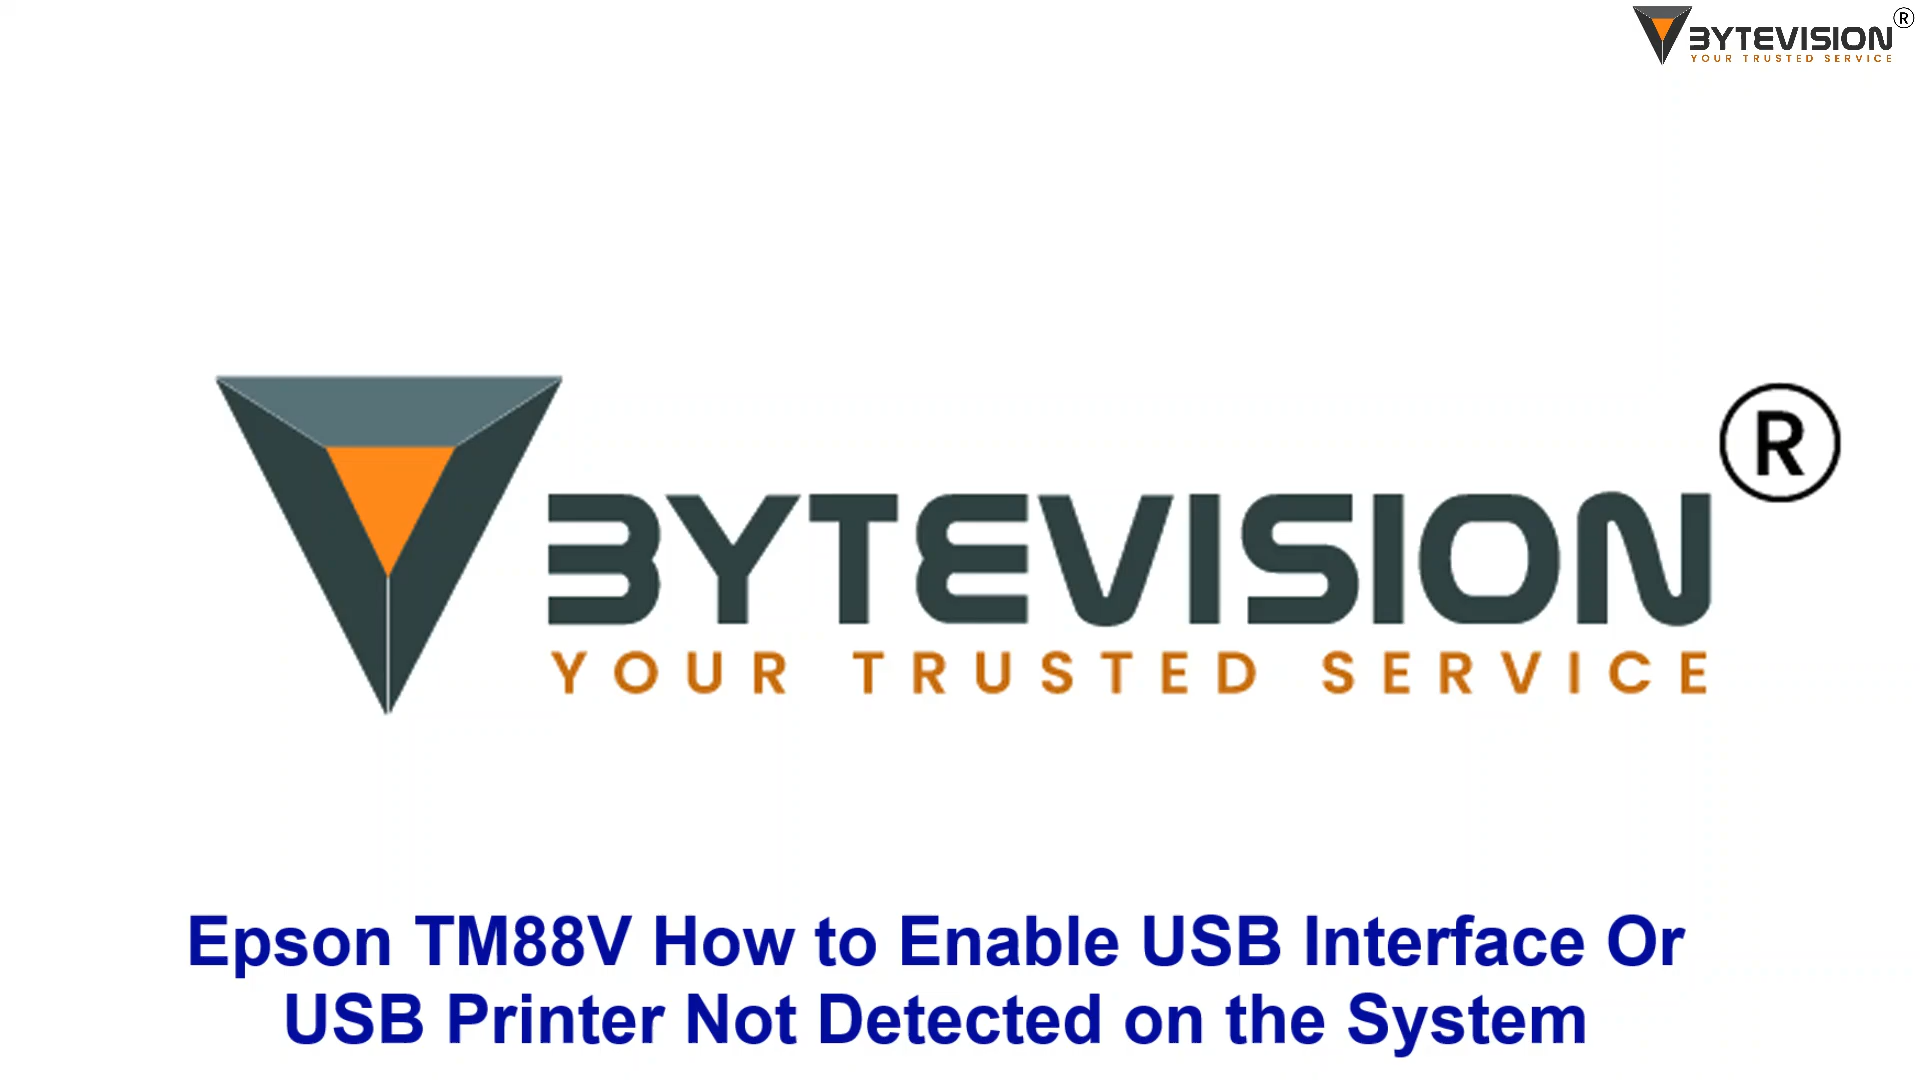 BYTEVISION ®
YOUR TRUSTED SERVICE
BYTEVISION ®
YOUR TRUSTED SERVICE
Epson TM88V How to Enable USB Interface Or
USB Printer Not Detected on the System